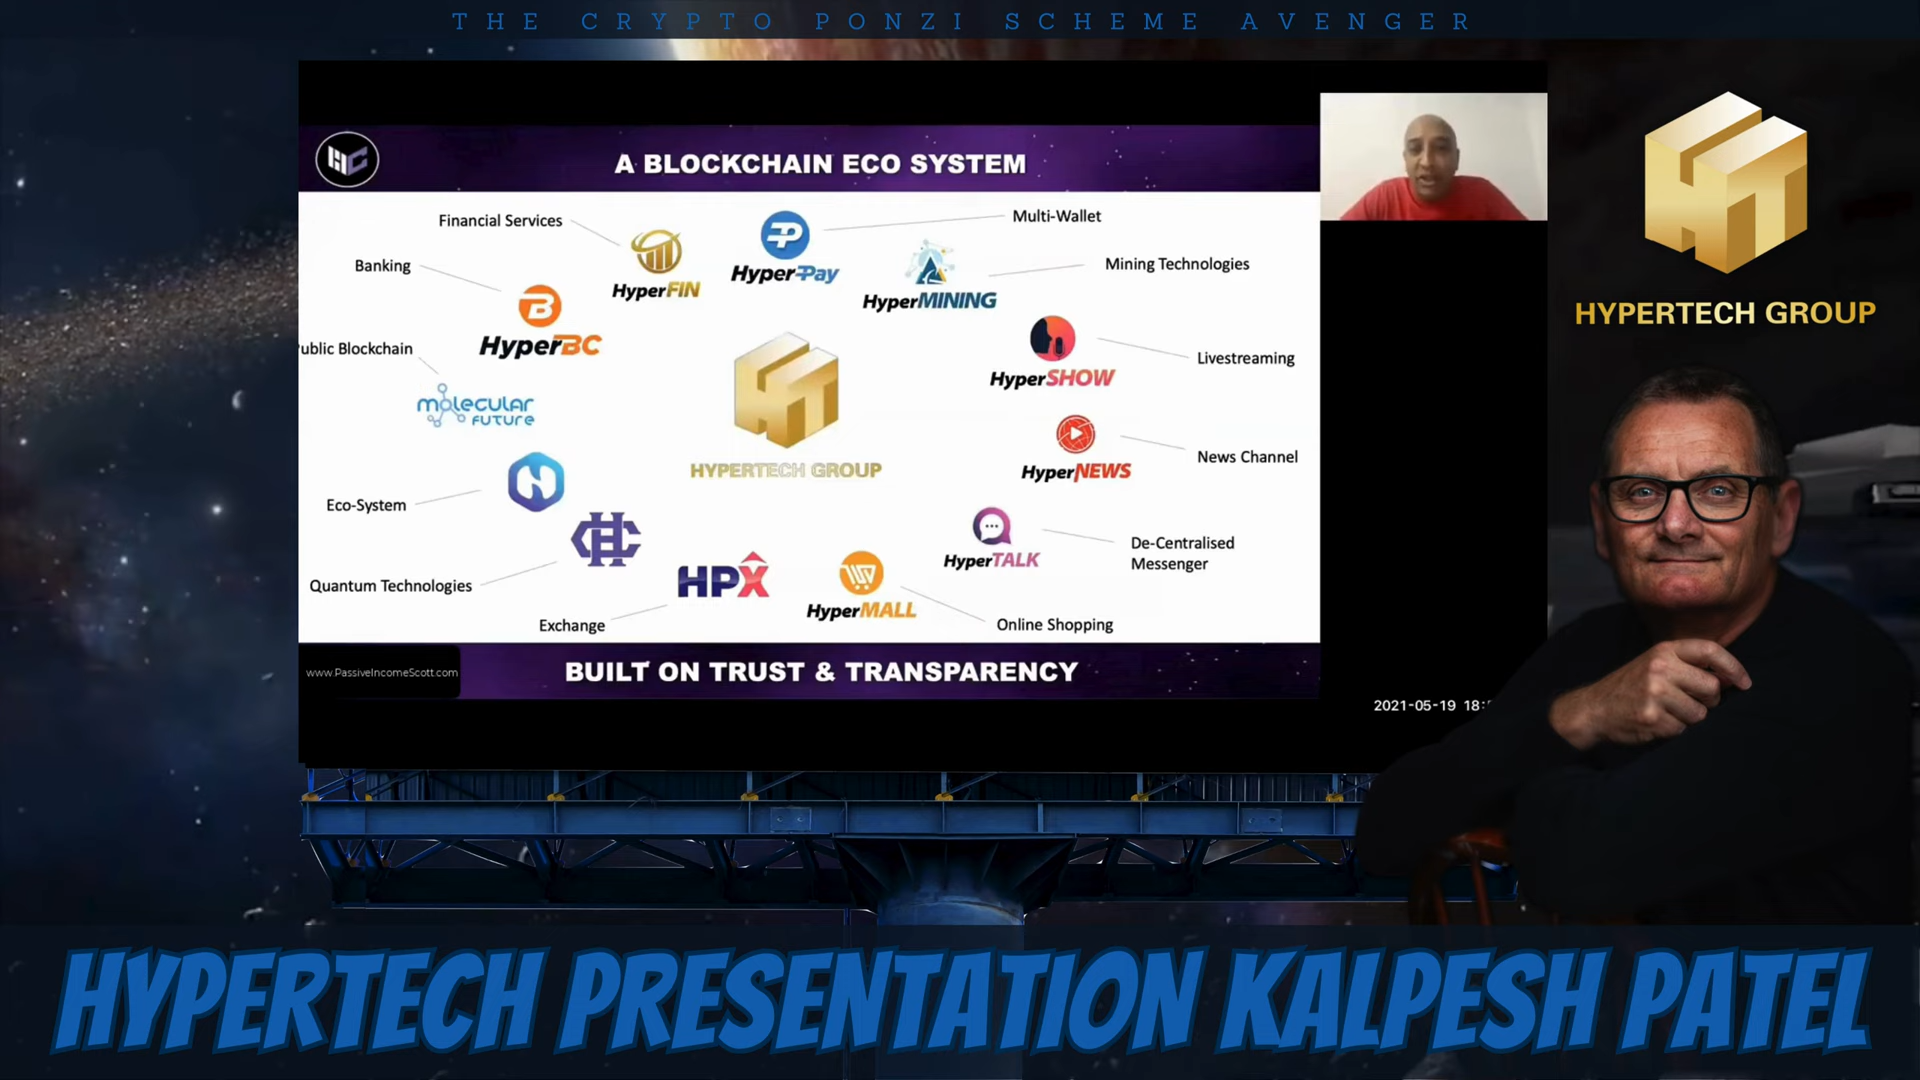 THE CRYPTO PONZI SCHEME AVENGER
A BLOCKCHAIN ECO SYSTEM
Financial Services
HyperFIN
HyperPay
Multi-Wallet
Banking
HyperBC
HyperMINING
Mining Technologies
ublic Blockchain
MOLECULAR
FUTURE
HyperSHOW
Livestreaming
HYPERTECH GROUP
HyperNEWS
News Channel
Eco-System
Quantum Technologies
HPX
Exchange
HyperMALL
Online Shopping
HyperTALK
De-Centralised
Messenger
www.PassiveIncomeScott.com
BUILT ON TRUST & TRANSPARENCY
2021-05-19 18:
HYPERTECH GROUP
HYPERTECH PRESENTATION KALPESH PATEL